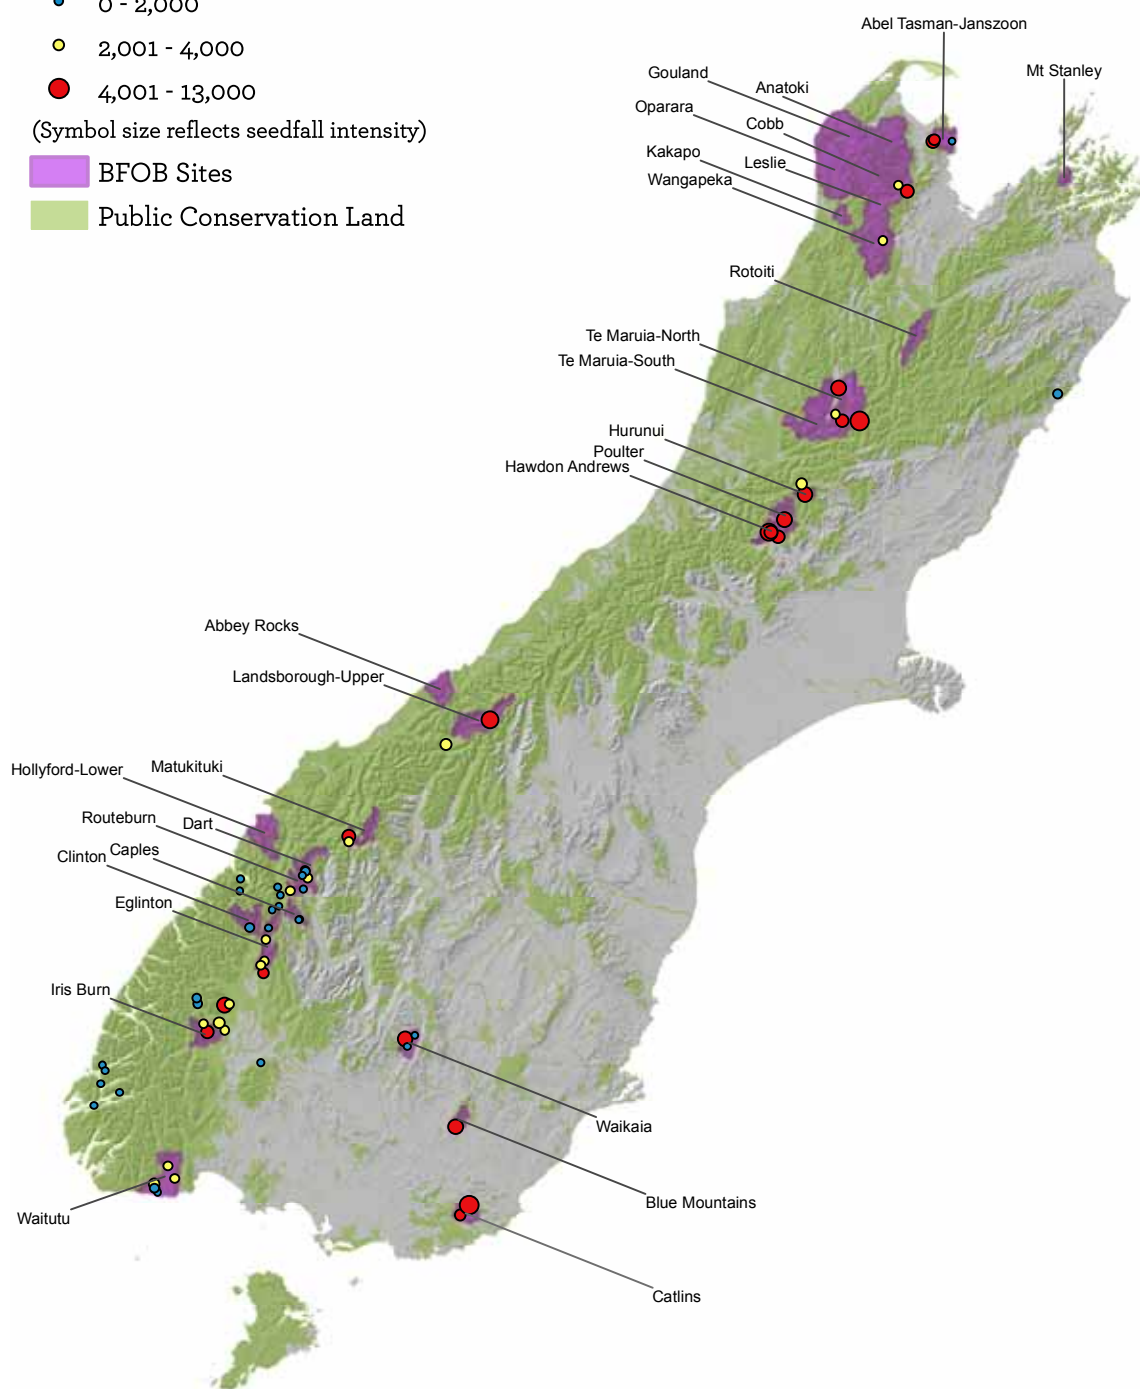 0 - 2,000
2,001 - 4,000
4,001 - 13,000
(Symbol size reflects seedfall intensity)
BFOB Sites
Public Conservation Land
Abel Tasman-Janszoon
Mt Stanley
Gouland
Anatoki
Oparara
Cobb
Kakapo
Leslie
Wangapeka
Rotoiti
Te Maruia-North
Te Maruia-South
Hurunui
Poulter
Hawdon Andrews
Abbey Rocks
Landsborough-Upper
Hollyford-Lower
Matukituki
Routeburn
Dart
Caples
Clinton
Eglinton
Iris Burn
Waikaia
Blue Mountains
Waitutu
Catlins